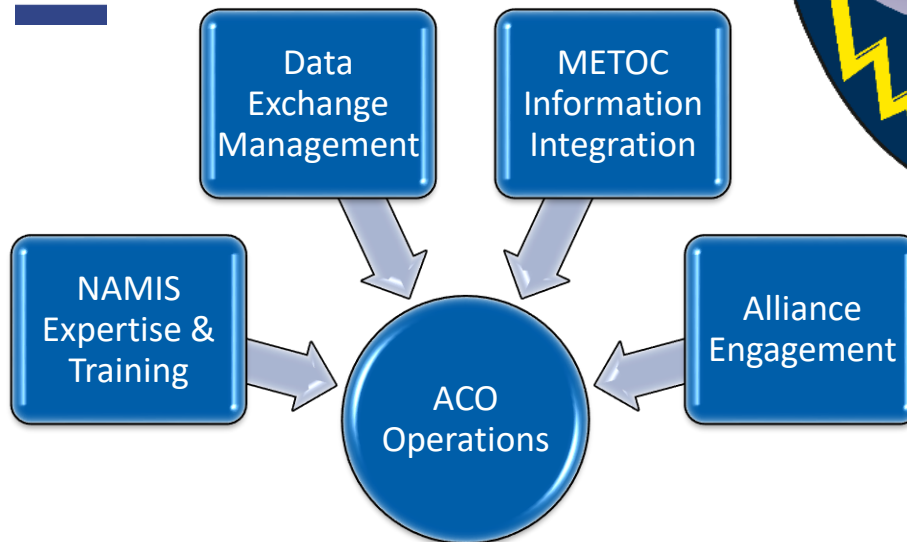 Data
Exchange
Management
METOC
Information
Integration
NAMIS
Expertise &
Training
Alliance
Engagement
ACO
Operations